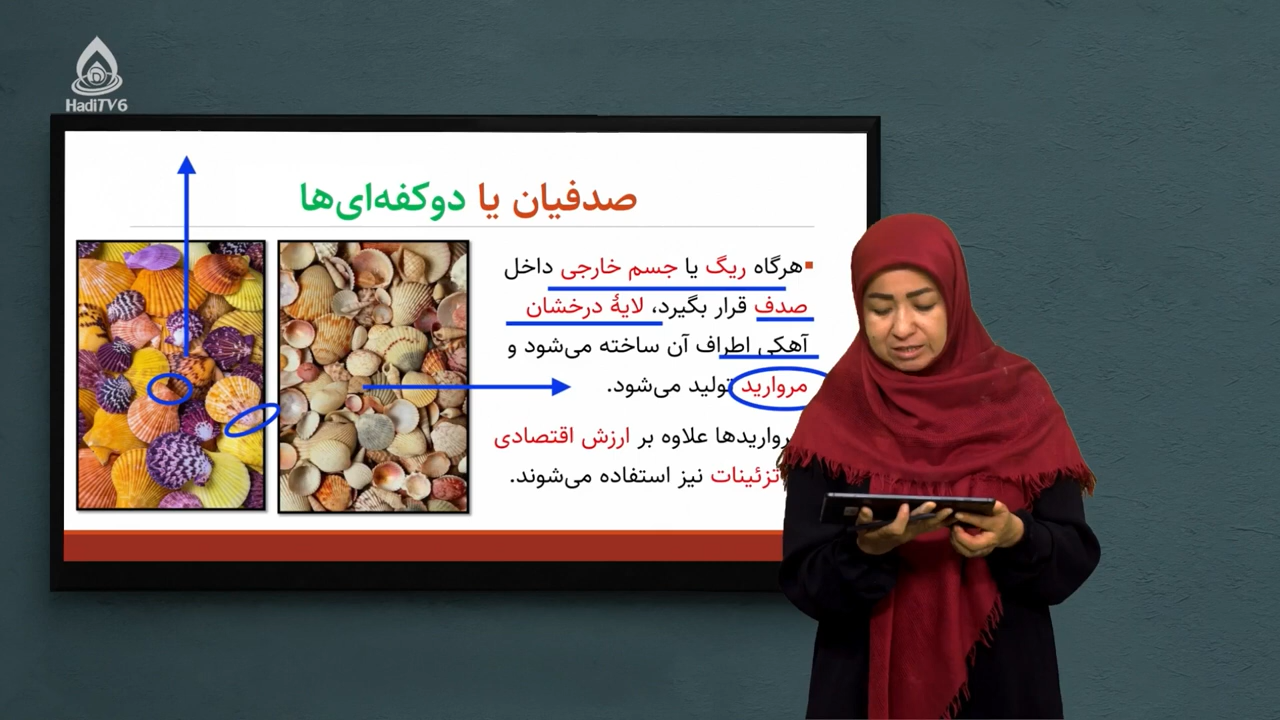 HadiTV6
صدفیان یا دوکفه‌ای‌ها
هرگاه ریگ یا جسم خارجی داخل
صدف قرار بگیرد، لایهٔ درخشان
آهکی اطراف آن ساخته می‌شود و
مروارید تولید می‌شود.
علاوه بر ارزش اقتصادی
تزئینات نیز استفاده می‌شوند.